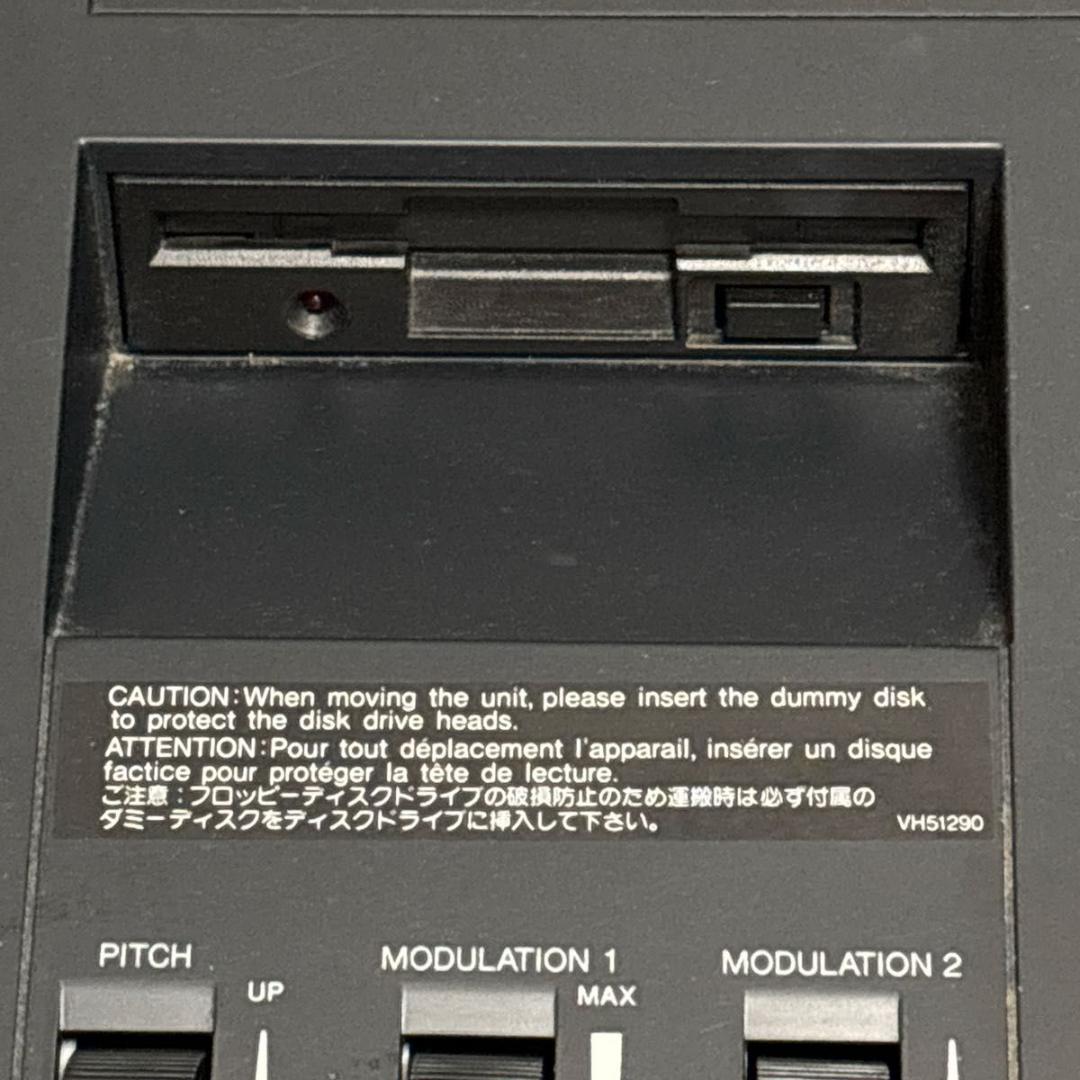 CAUTION:When moving the unit, please insert the dummy disk
to protect the disk drive heads.
ATTENTION:Pour tout déplacement l'apparail, insérer un disque
factice pour protéger la tête de lecture.
ご注意:フロッピーディスクドライブの破損防止のため運搬時は必ず付属の
ダミーディスクをディスクドライブに挿入して下さい。
VH51290
PITCH
MODULATION 1
MODULATION 2
UP
MAX